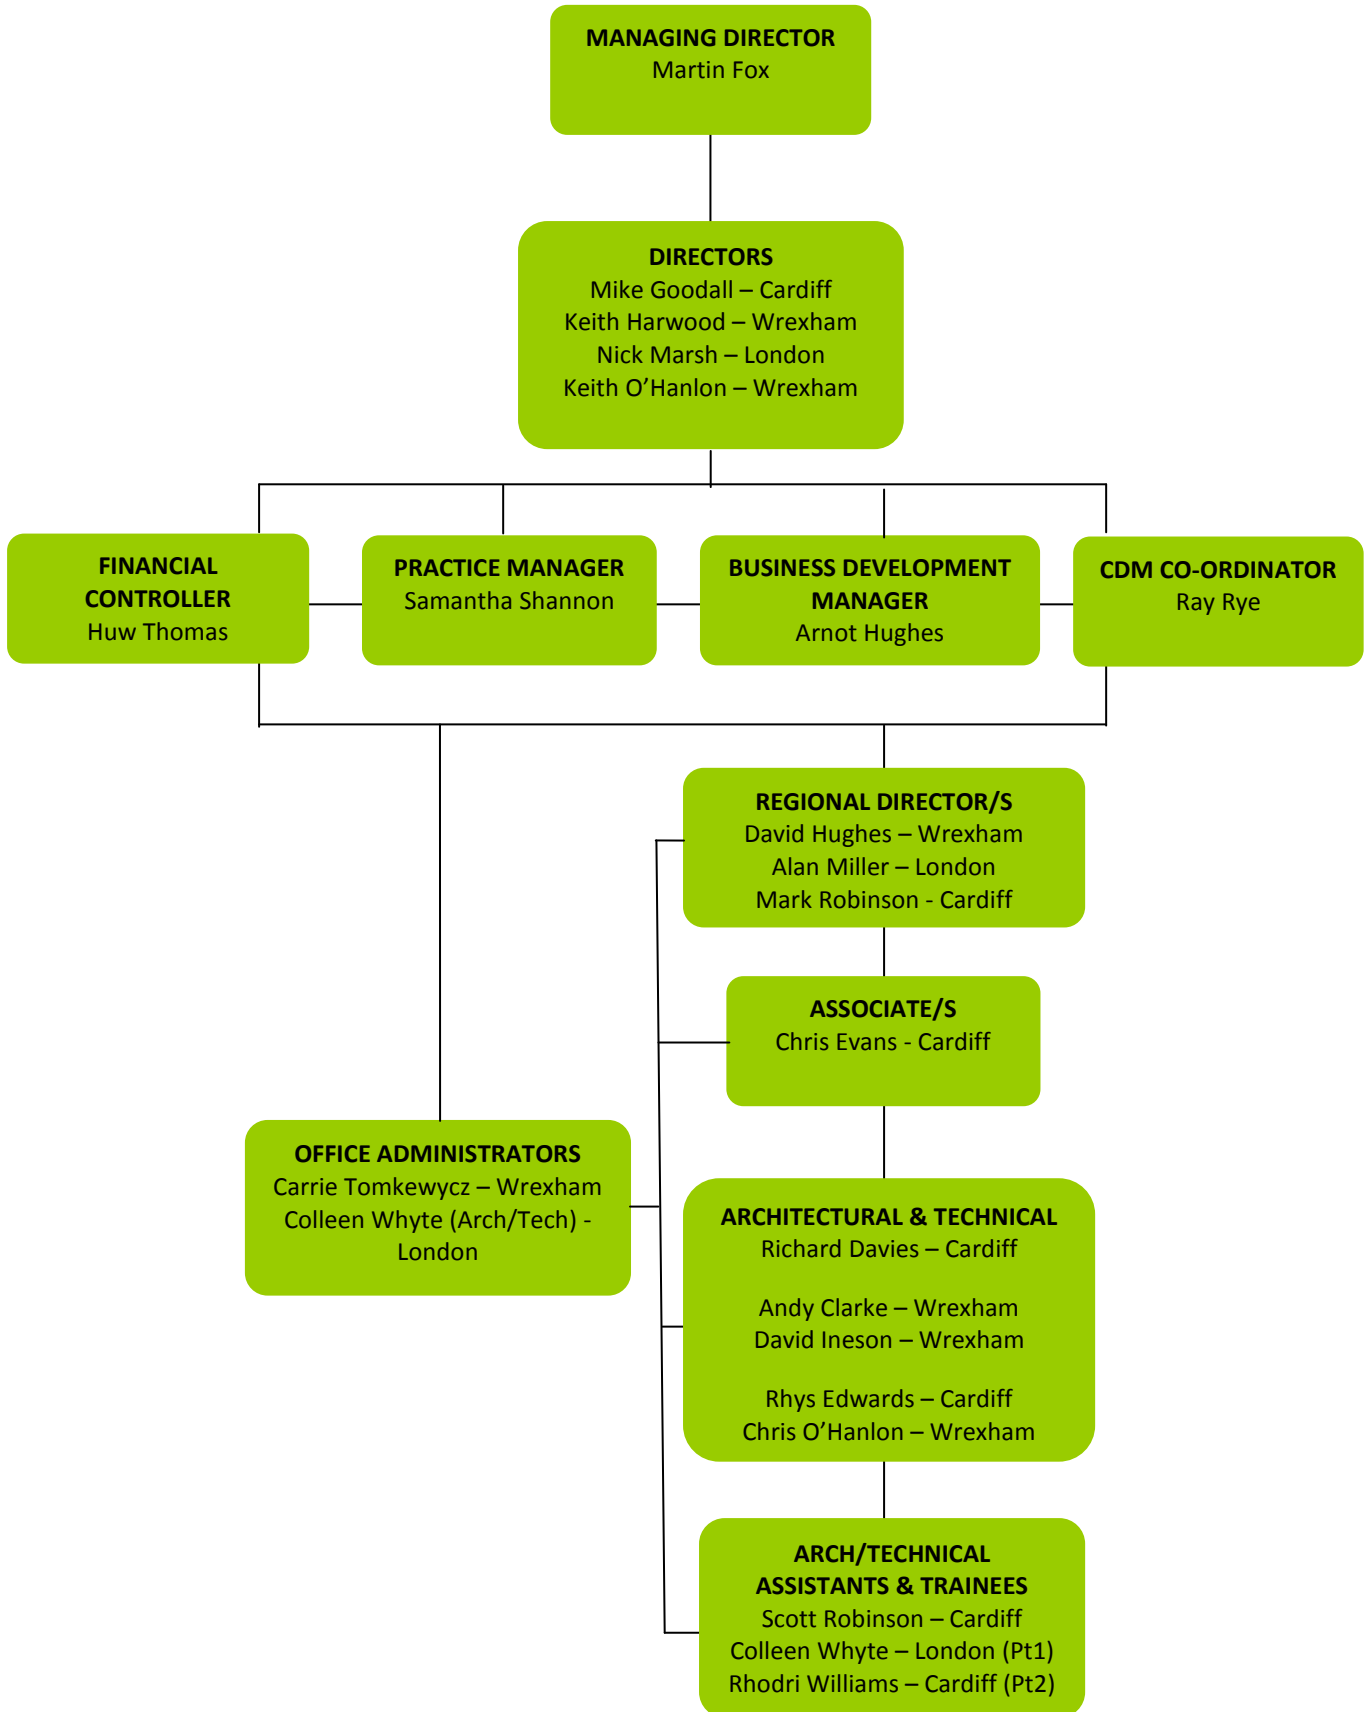 MANAGING DIRECTOR
Martin Fox
DIRECTORS
Mike Goodall – Cardiff
Keith Harwood – Wrexham
Nick Marsh – London
Keith O’Hanlon – Wrexham
FINANCIAL
CONTROLLER
Huw Thomas
PRACTICE MANAGER
Samantha Shannon
BUSINESS DEVELOPMENT
MANAGER
Arnot Hughes
CDM CO-ORDINATOR
Ray Rye
REGIONAL DIRECTOR/S
David Hughes – Wrexham
Alan Miller – London
Mark Robinson - Cardiff
ASSOCIATE/S
Chris Evans - Cardiff
OFFICE ADMINISTRATORS
Carrie Tomkewycz – Wrexham
Colleen Whyte (Arch/Tech) -
London
ARCHITECTURAL & TECHNICAL
Richard Davies – Cardiff
Andy Clarke – Wrexham
David Ineson – Wrexham
Rhys Edwards – Cardiff
Chris O’Hanlon – Wrexham
ARCH/TECHNICAL
ASSISTANTS & TRAINEES
Scott Robinson – Cardiff
Colleen Whyte – London (Pt1)
Rhodri Williams – Cardiff (Pt2)